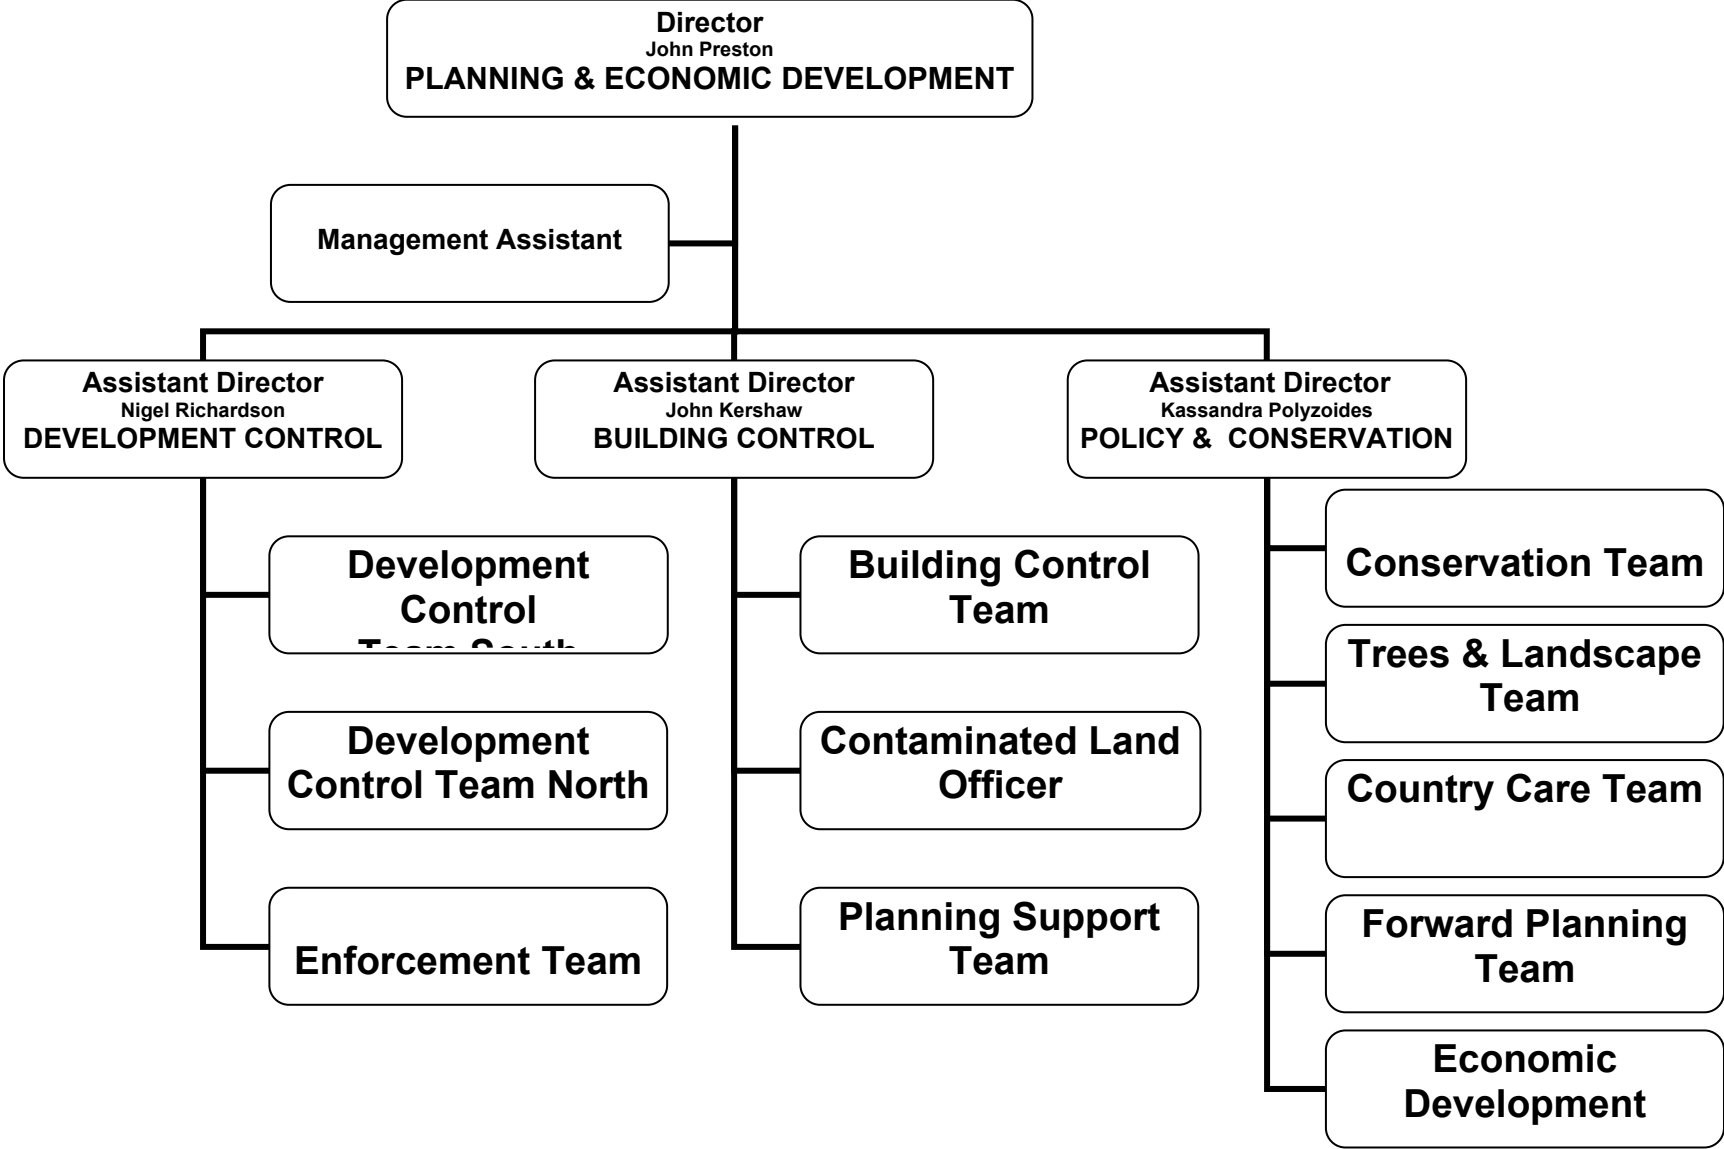 Director
John Preston
PLANNING & ECONOMIC DEVELOPMENT
Management Assistant
Assistant Director
Nigel Richardson
DEVELOPMENT CONTROL
Assistant Director
John Kershaw
BUILDING CONTROL
Assistant Director
Kassandra Polyzoides
POLICY & CONSERVATION
Development
Control
Team South
Development
Control Team North
Enforcement Team
Building Control
Team
Contaminated Land
Officer
Planning Support
Team
Conservation Team
Trees & Landscape
Team
Country Care Team
Forward Planning
Team
Economic
Development